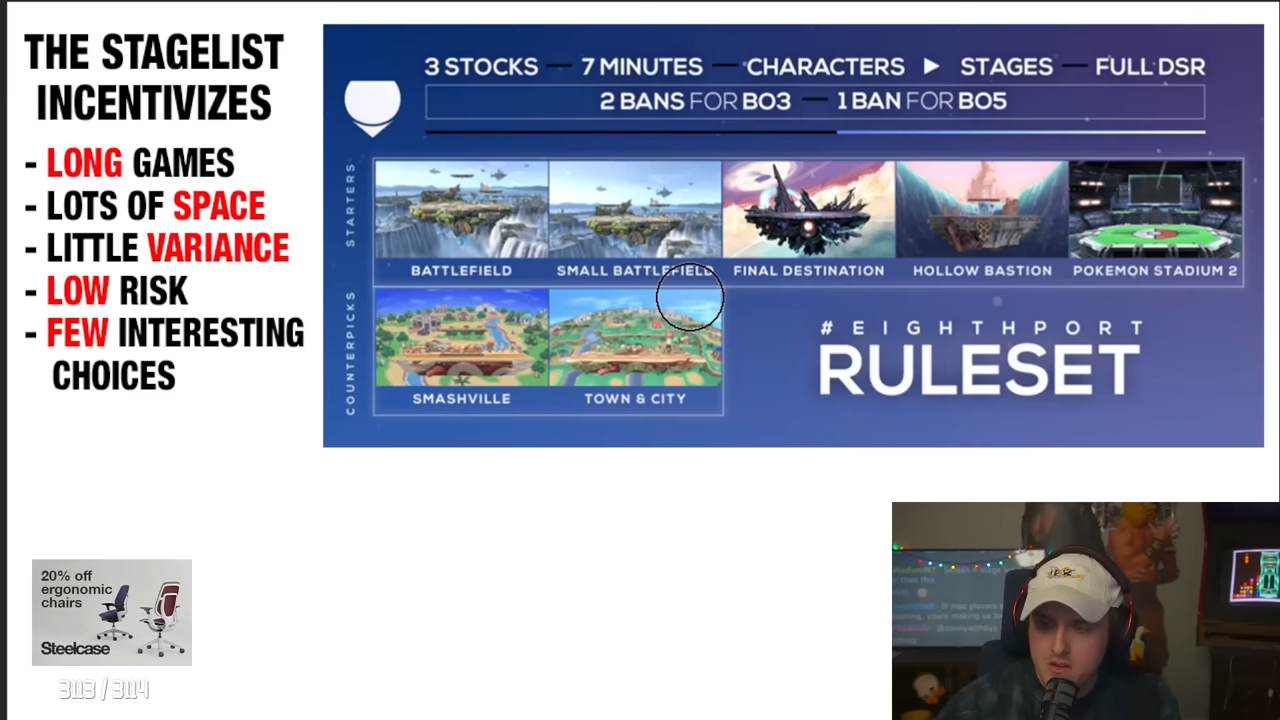 THE STAGELIST
INCENTIVIZES
- LONG GAMES
- LOTS OF SPACE
- LITTLE VARIANCE
- LOW RISK
- FEW INTERESTING
CHOICES
3 STOCKS — 7 MINUTES — CHARACTERS ► STAGES — FULL DSR
2 BANS FOR BO3 — 1 BAN FOR BO5
STARTERS
BATTLEFIELD
SMALL BATTLEFIELD
FINAL DESTINATION
HOLLOW BASTION
POKEMON STADIUM 2
COUNTERPICKS
SMASHVILLE
TOWN & CITY
#EIGHTHPORT
RULESET
20% off
ergonomic
chairs
Steelcase
3113 / 3114